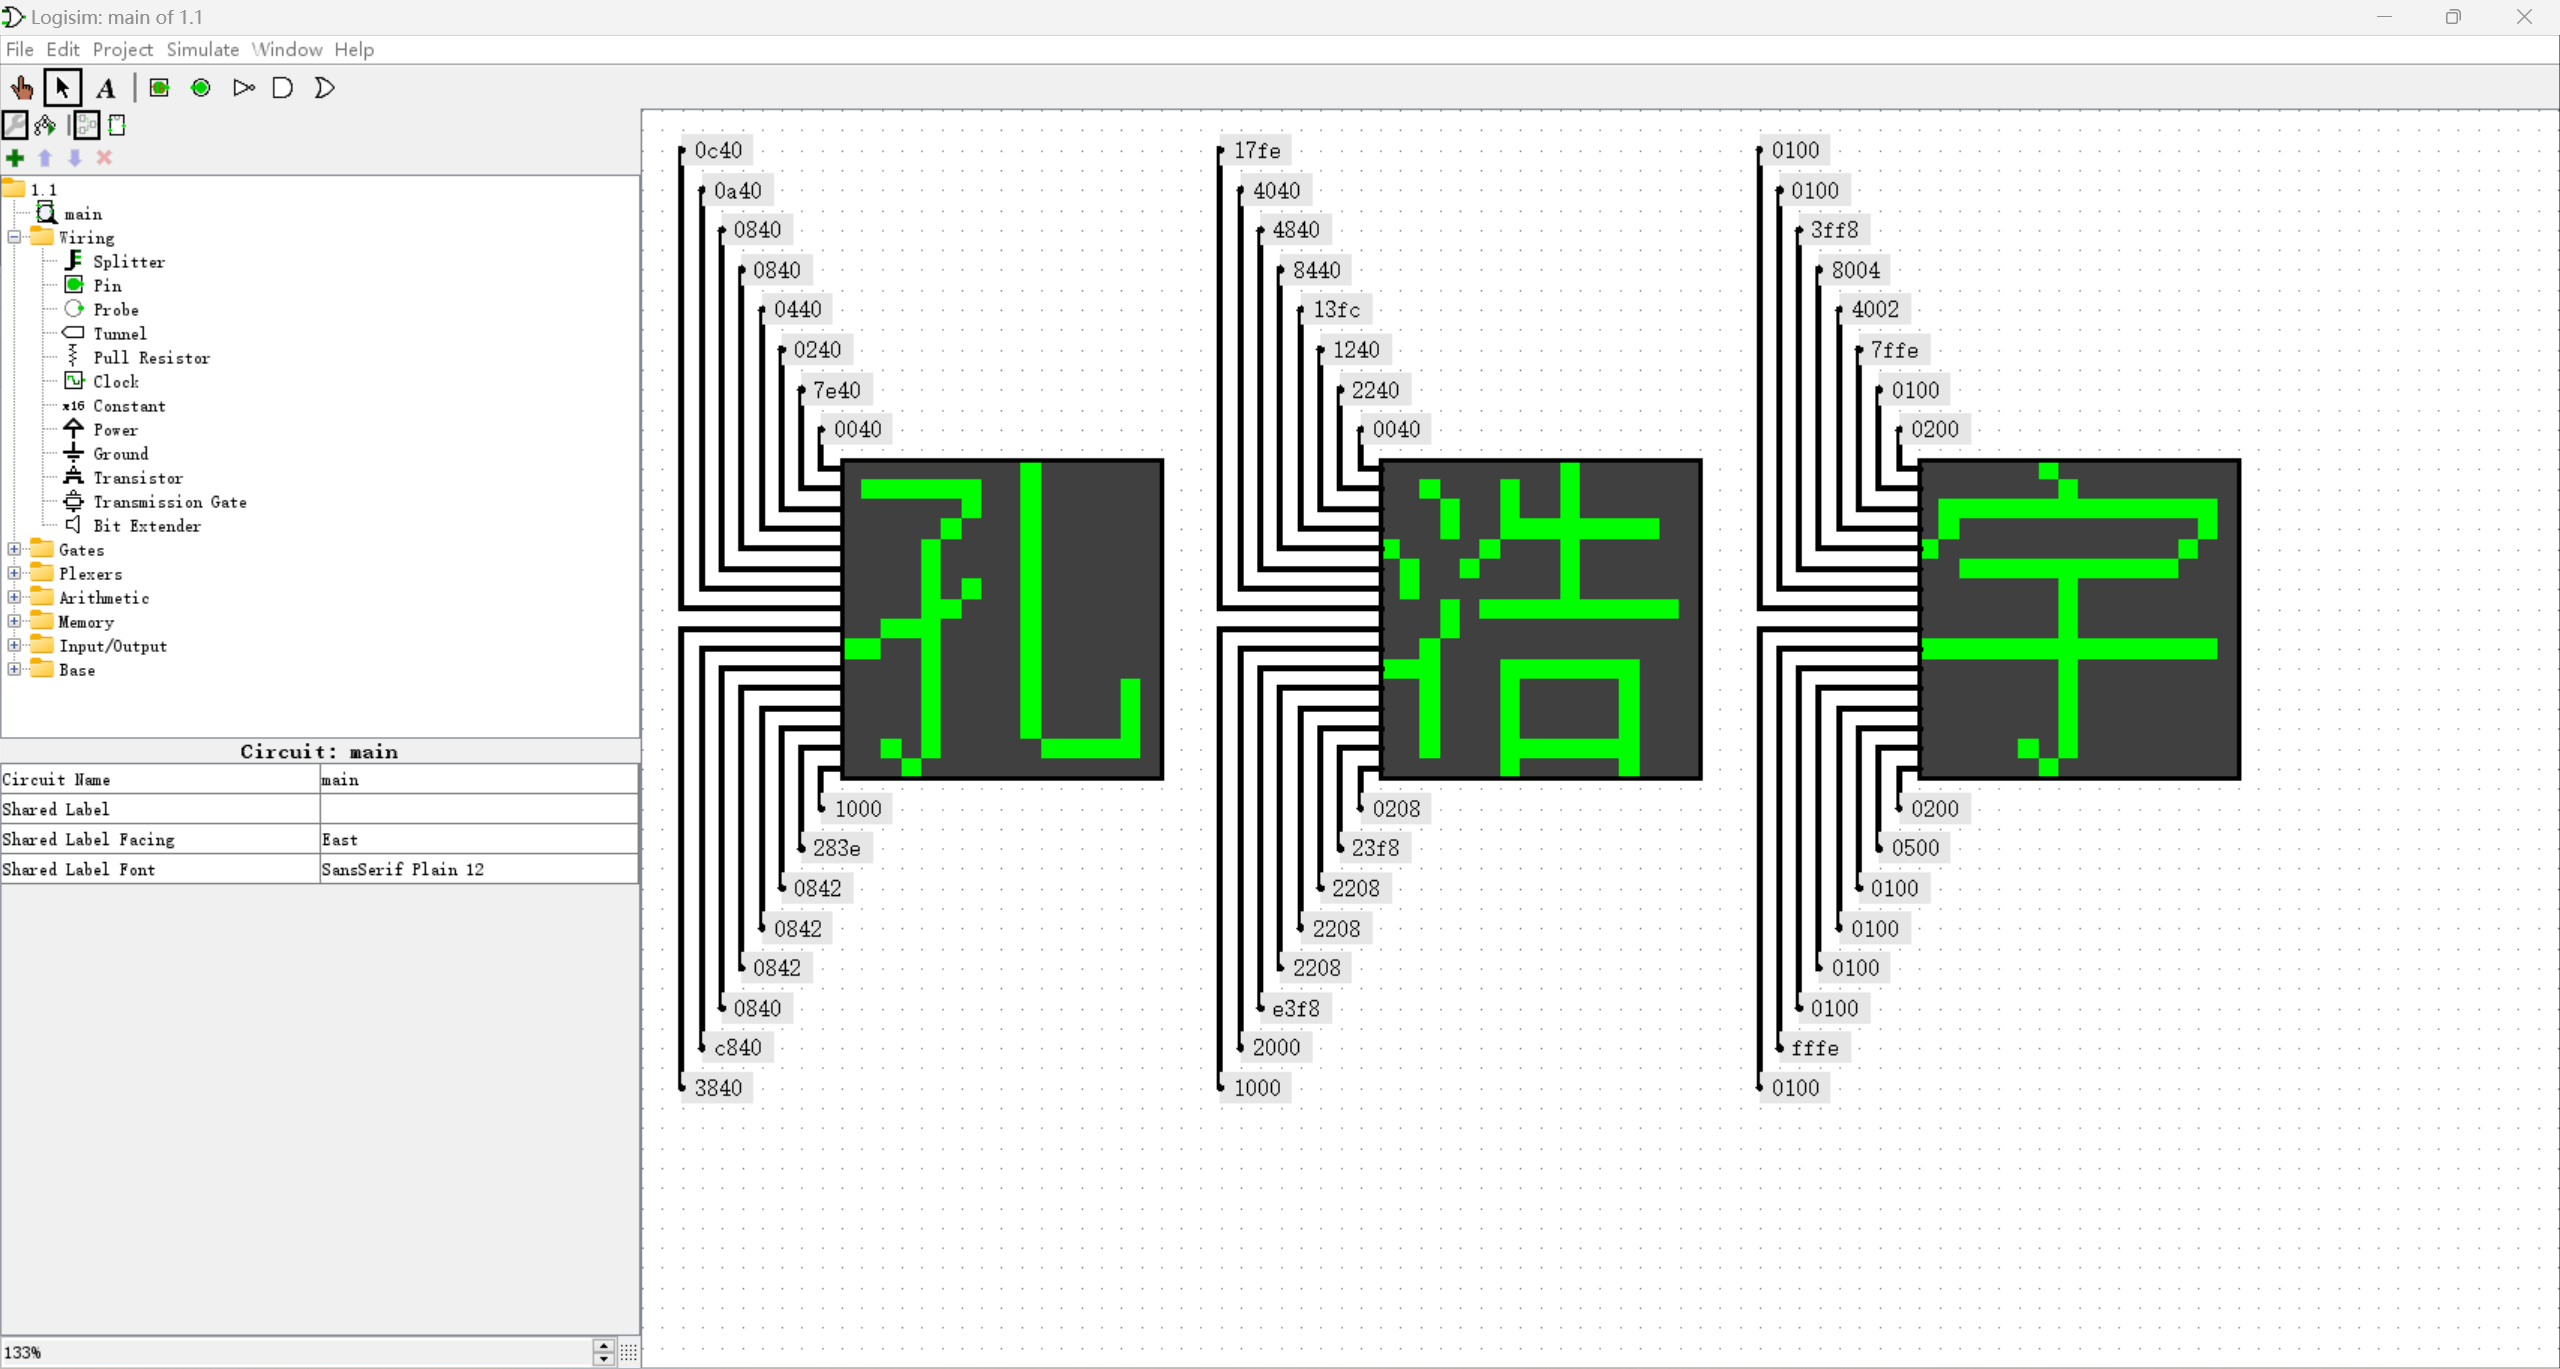 Logisim: main of 1.1
File Edit Project Simulate Window Help
A
1.1
main
Wiring
Splitter
Pin
Probe
Tunnel
Pull Resistor
Clock
x16 Constant
Power
Ground
Transistor
Transmission Gate
Bit Extender
Gates
Plexers
Arithmetic
Memory
Input/Output
Base
Circuit: main
Circuit Name main
Shared Label
Shared Label Facing East
Shared Label Font SansSerif Plain 12
133%
0c40 17fe 0100
0a40 4040 0100
0840 4840 3ff8
0840 8440 8004
0440 13fc 4002
0240 1240 7ffe
7e40 2240 0100
0040 0040 0200
孔 浩 宇
1000 0208 0200
283e 23f8 0500
0842 2208 0100
0842 2208 0100
0842 2208 0100
0840 e3f8 0100
c840 2000 fffe
3840 1000 0100